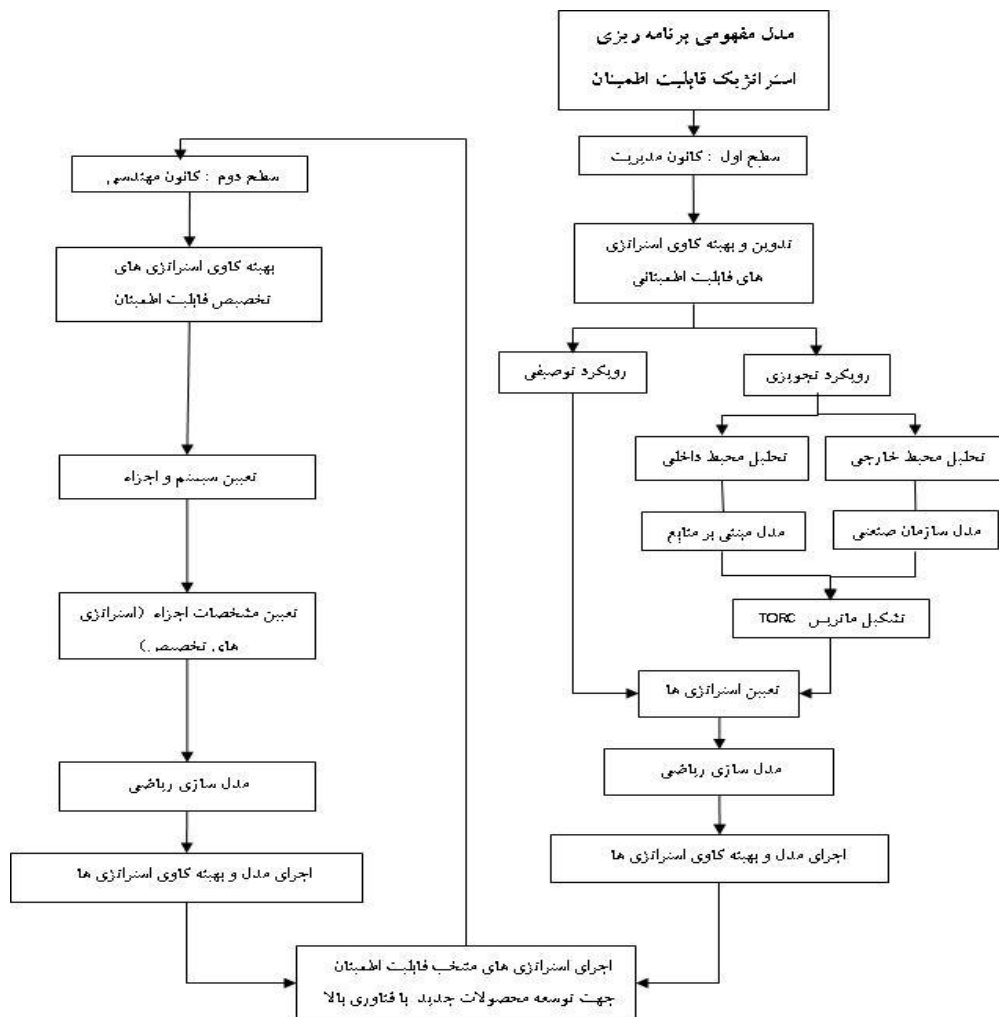 مدل مفهومی برنامه ریزی
استراتژیک قابلیت اطمینان
سطح اول : کانون مدیریت
تدوین و بهینه کاوی استراتژی
های قابلیت اطمینانی
رویکرد تجویزی
رویکرد توصیفی
تحلیل محیط خارجی
تحلیل محیط داخلی
مدل سازمان صنعتی
مدل مبتنی بر منابع
تشکیل ماتریس TORC
تعیین استراتژی ها
مدل سازی ریاضی
اجرای مدل و بهینه کاوی استراتژی ها
اجرای استراتژی های منتخب قابلیت اطمینان
جهت توسعه محصولات جدید با فناوری بالا
سطح دوم : کانون مهندسی
بهینه کاوی استراتژی های
تخصیص قابلیت اطمینان
تعیین سیستم و اجزاء
تعیین مشخصات اجزاء (استراتژی
های تخصیص)
مدل سازی ریاضی
اجرای مدل و بهینه کاوی استراتژی ها